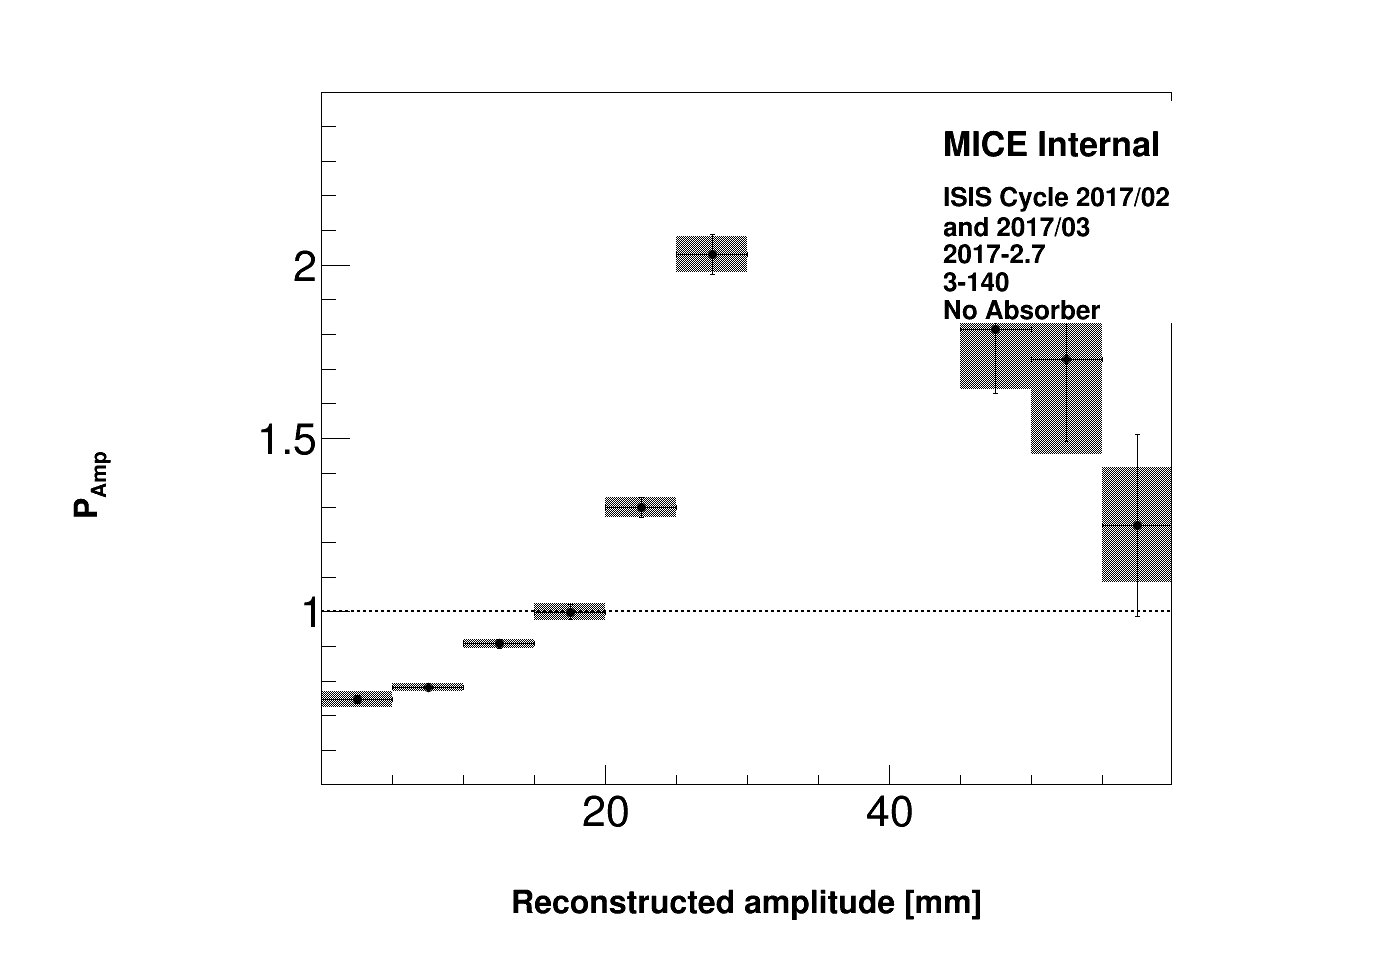 MICE Internal
ISIS Cycle 2017/02
and 2017/03
2017-2.7
3-140
No Absorber
2
1.5
1
P_Amp
20
40
Reconstructed amplitude [mm]